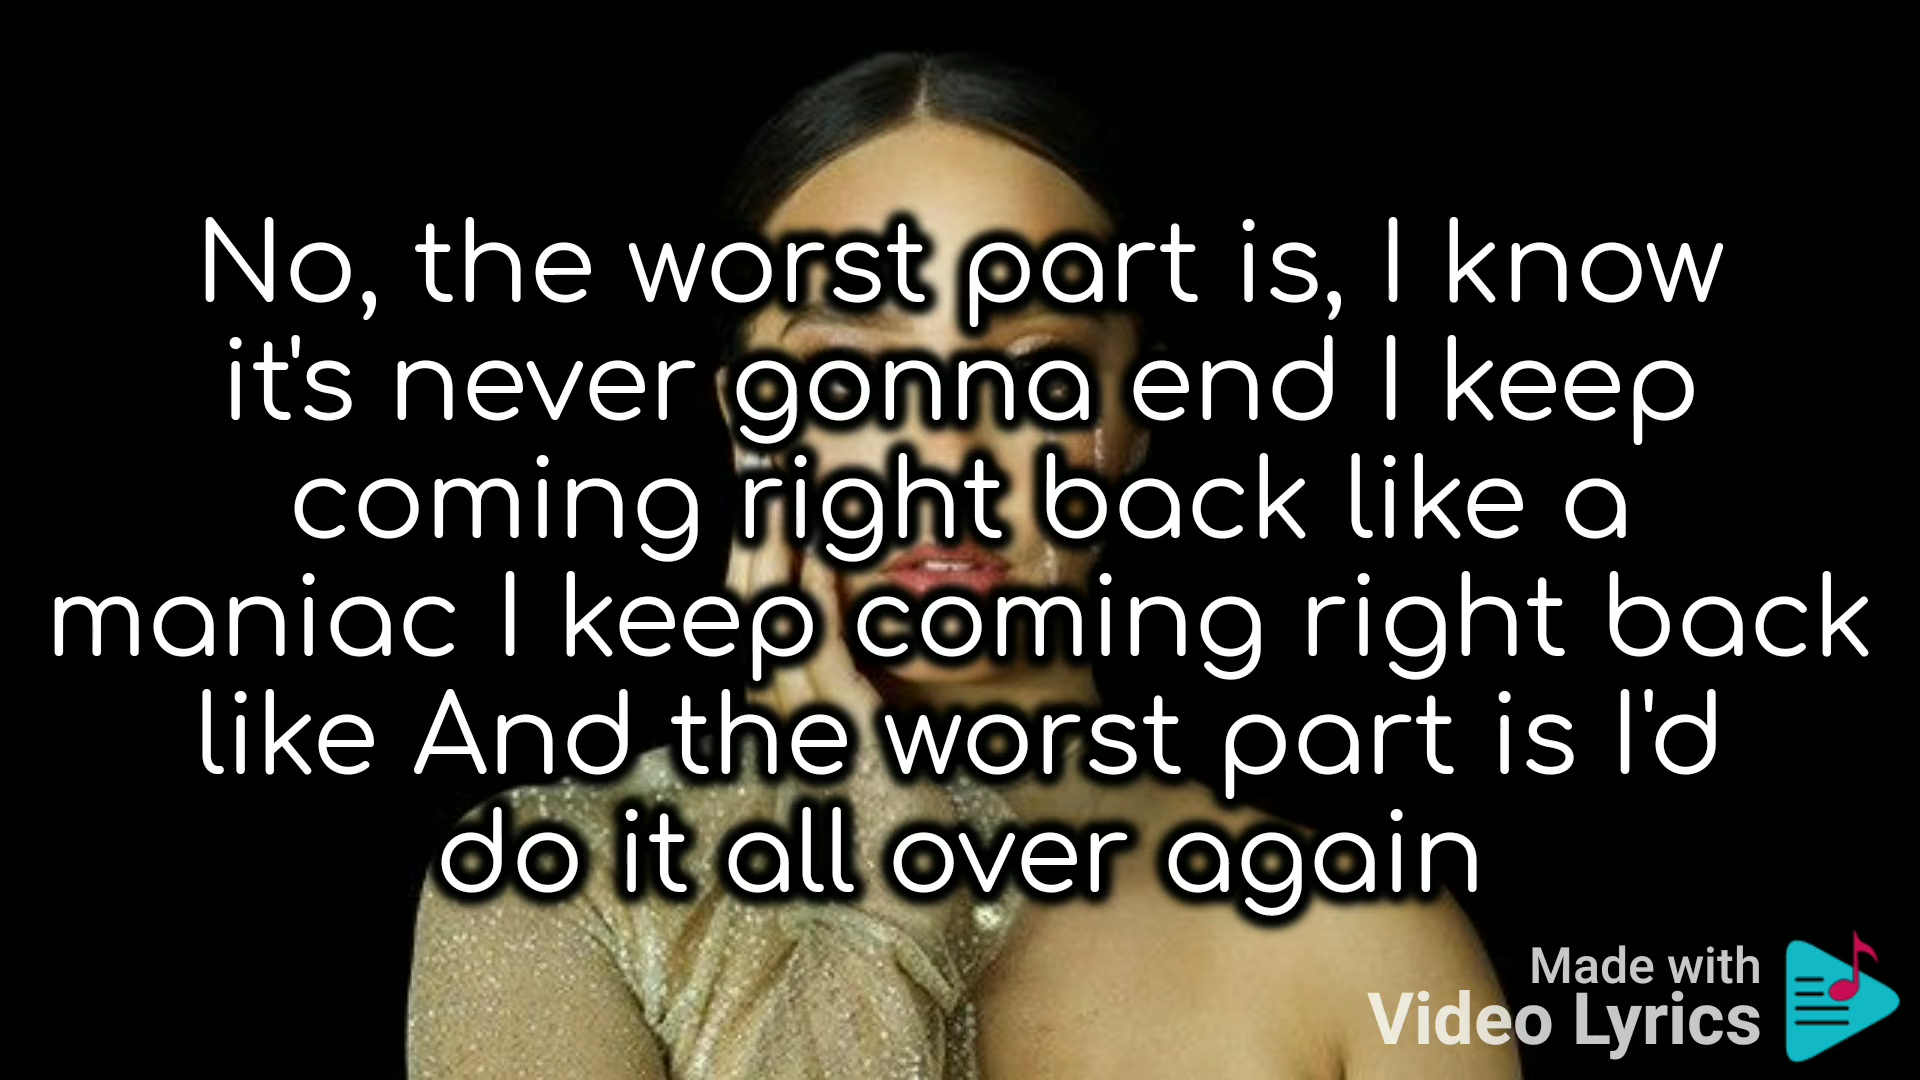 No, the worst part is, I know
it's never gonna end I keep
coming right back like a
maniac I keep coming right back
like And the worst part is I'd
do it all over again
Made with
Video Lyrics